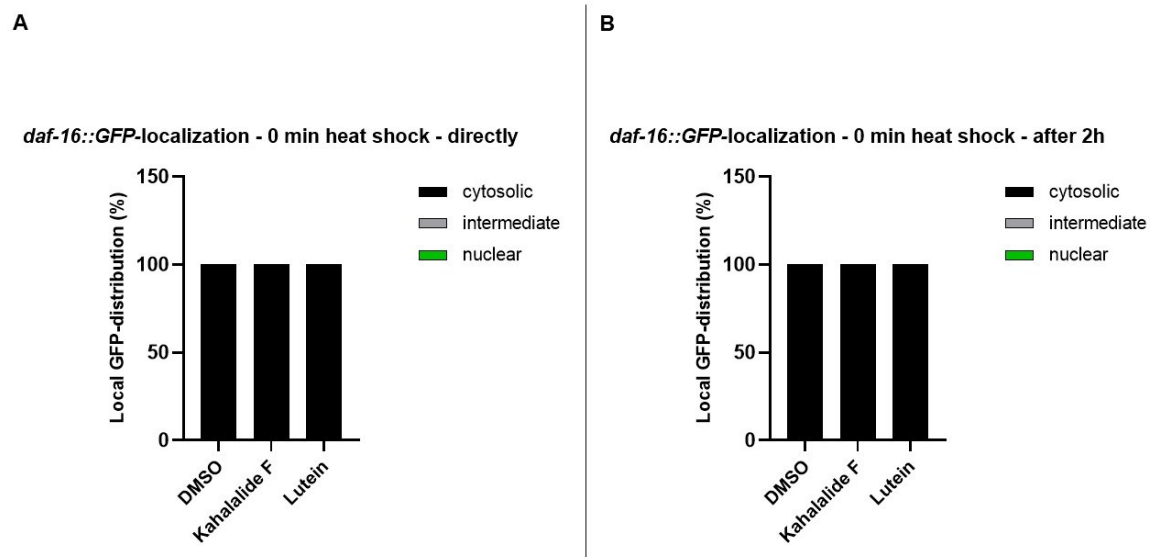 A
daf-16::GFP-localization - 0 min heat shock - directly
Local GFP-distribution (%)
150
100
50
0
DMSO
Kahalalide F
Lutein
cytosolic
intermediate
nuclear
B
daf-16::GFP-localization - 0 min heat shock - after 2h
Local GFP-distribution (%)
150
100
50
0
DMSO
Kahalalide F
Lutein
cytosolic
intermediate
nuclear